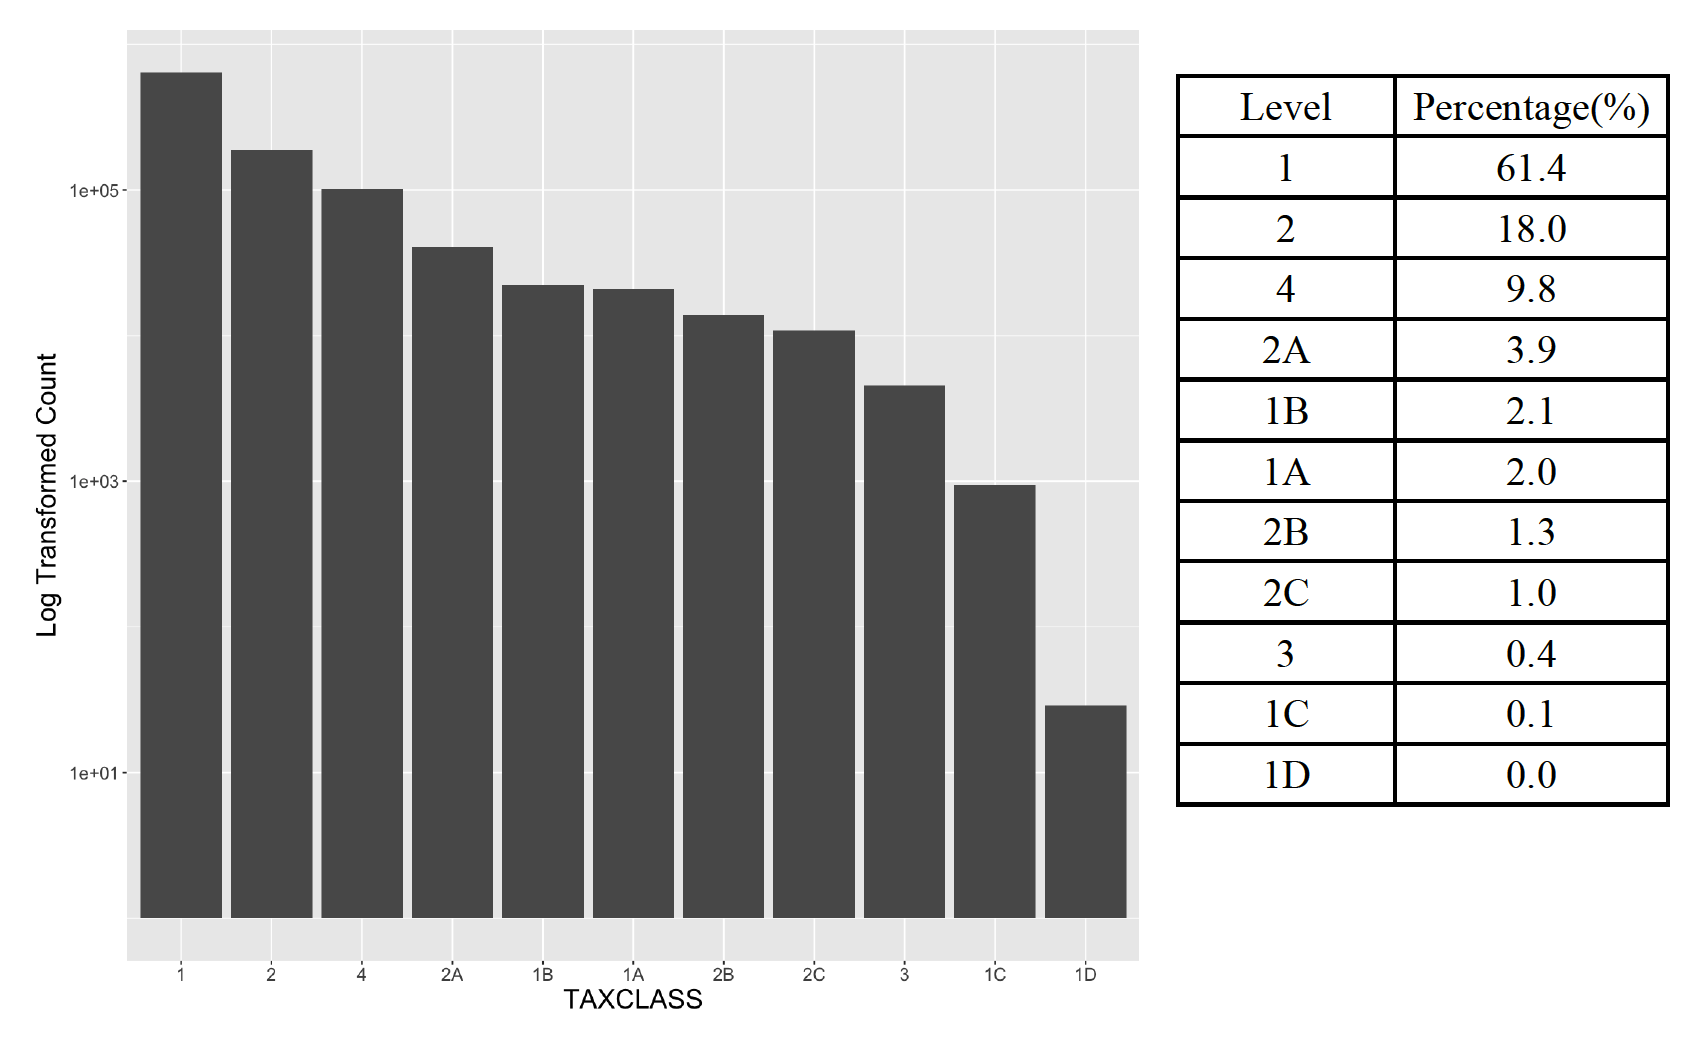 1e+05
1e+03
1e+01
Log Transformed Count
1 2 4 2A 1B 1A 2B 2C 3 1C 1D
TAXCLASS
Level Percentage(%)
1 61.4
2 18.0
4 9.8
2A 3.9
1B 2.1
1A 2.0
2B 1.3
2C 1.0
3 0.4
1C 0.1
1D 0.0